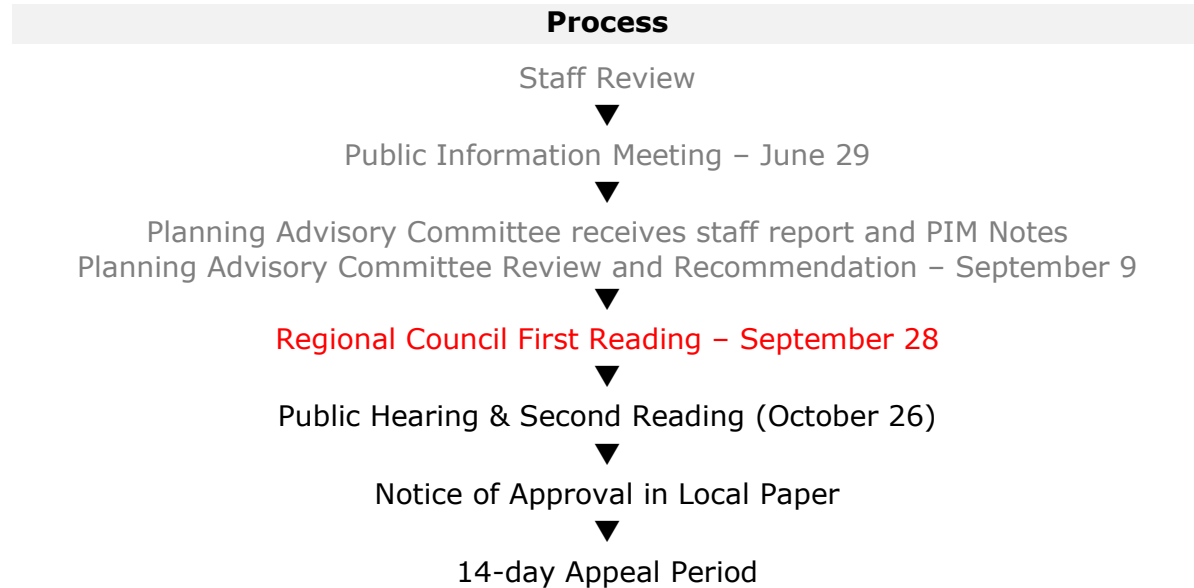 Process
Staff Review
Public Information Meeting – June 29
Planning Advisory Committee receives staff report and PIM Notes
Planning Advisory Committee Review and Recommendation – September 9
Regional Council First Reading – September 28
Public Hearing & Second Reading (October 26)
Notice of Approval in Local Paper
14-day Appeal Period